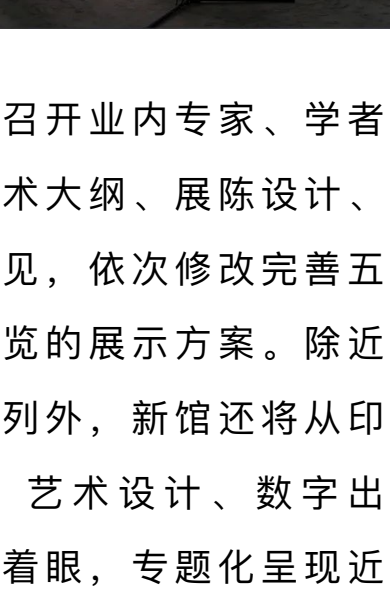 召开业内专家、学者
术大纲、展陈设计、
见，依次修改完善五
览的展示方案。除近
列外，新馆还将从印
艺术设计、数字出
着眼，专题化呈现近